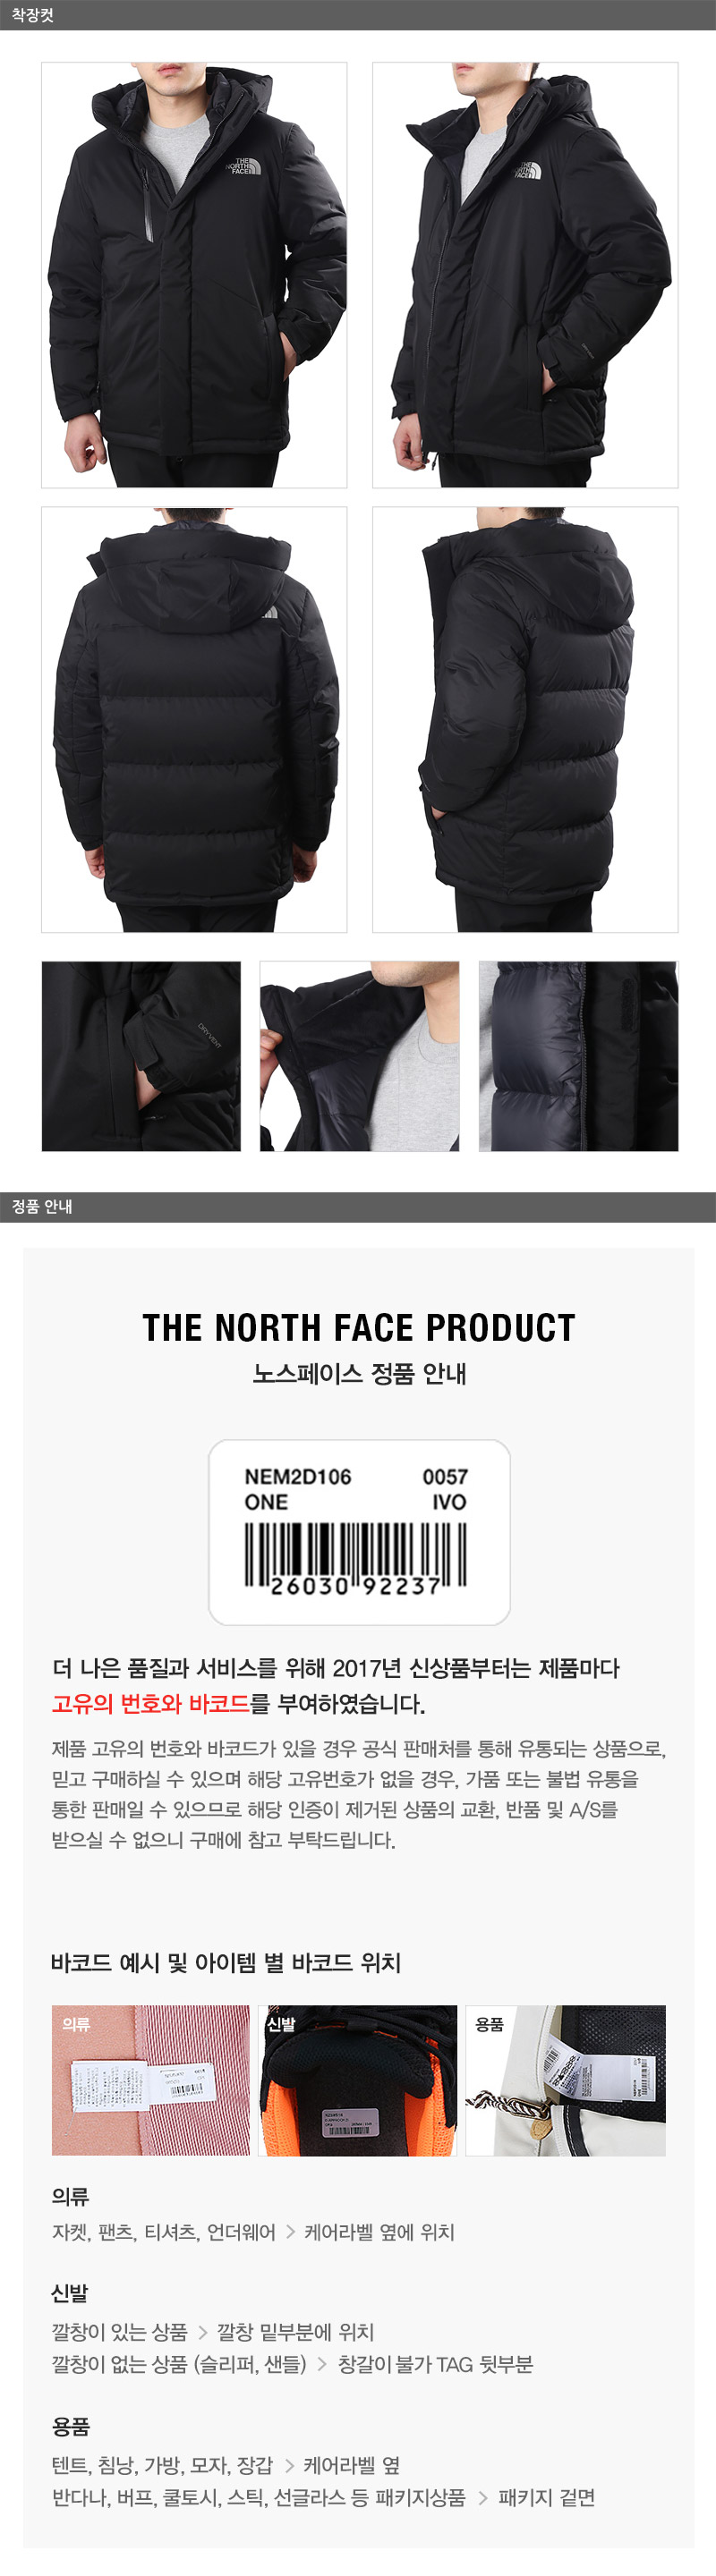 착장컷
THE
NORTH
FACE
THE
NORTH
FACE
DRYVENT
정품 안내
THE NORTH FACE PRODUCT
노스페이스 정품 안내
NEM2D106 0057
ONE IVO
26030 92237
더 나은 품질과 서비스를 위해 2017년 신상품부터는 제품마다
고유의 번호와 바코드를 부여하였습니다.
제품 고유의 번호와 바코드가 있을 경우 공식 판매처를 통해 유통되는 상품으로,
믿고 구매하실 수 있으며 해당 고유번호가 없을 경우, 가품 또는 불법 유통을
통한 판매일 수 있으므로 해당 인증이 제거된 상품의 교환, 반품 및 A/S를
받으실 수 없으니 구매에 참고 부탁드립니다.
바코드 예시 및 아이템 별 바코드 위치
의류 신발 용품
의류
자켓, 팬츠, 티셔츠, 언더웨어 > 케어라벨 옆에 위치
신발
깔창이 있는 상품 > 깔창 밑부분에 위치
깔창이 없는 상품 (슬리퍼, 샌들) > 창갈이 불가 TAG 뒷부분
용품
텐트, 침낭, 가방, 모자, 장갑 > 케어라벨 옆
반다나, 버프, 쿨토시, 스틱, 선글라스 등 패키지상품 > 패키지 겉면